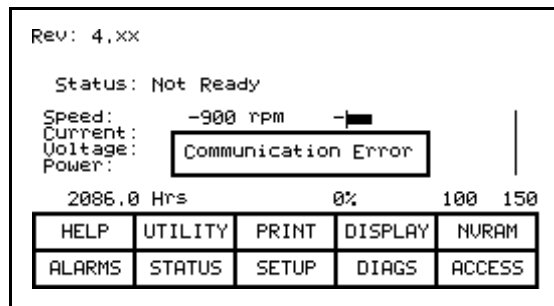 Rev: 4.xx
Status: Not Ready
Speed: -900 rpm -
Current:
Voltage:
Power:
Communication Error
2086.0 Hrs 0% 100 150
HELP UTILITY PRINT DISPLAY NVRAM
ALARMS STATUS SETUP DIAGS ACCESS